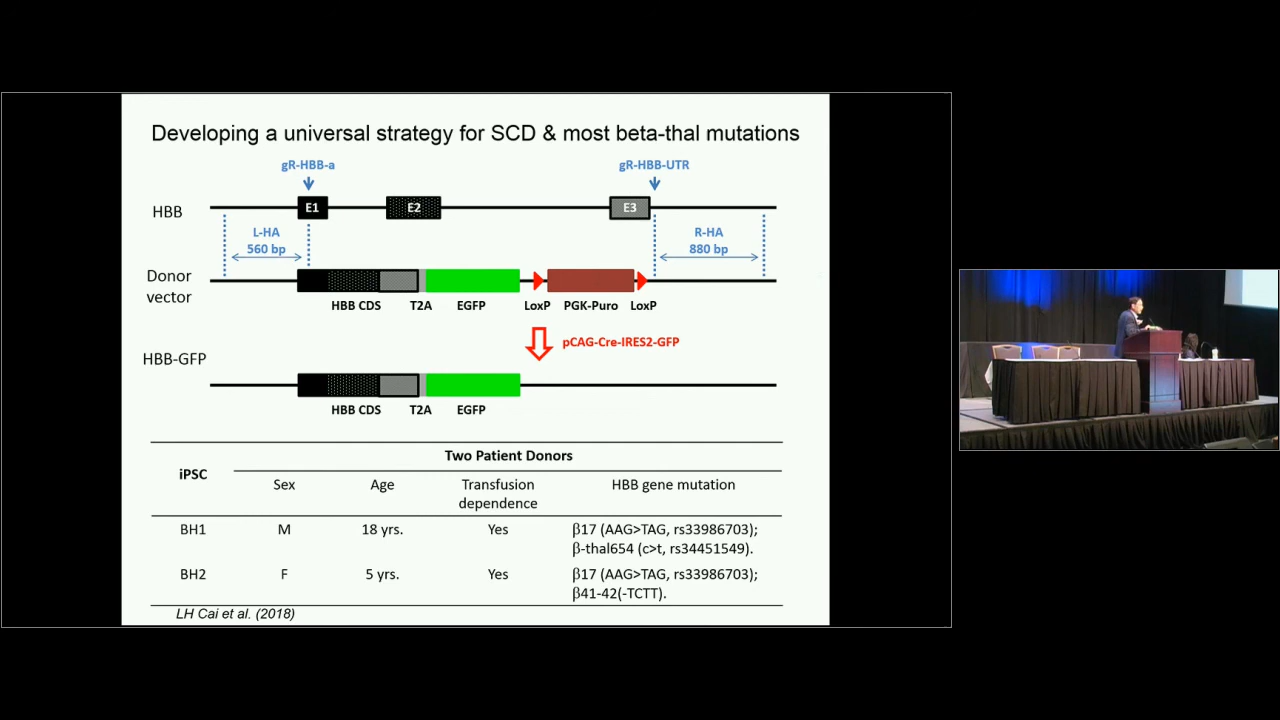 Developing a universal strategy for SCD & most beta-thal mutations
gR-HBB-a
gR-HBB-UTR
HBB
E1
E2
E3
L-HA
560 bp
R-HA
880 bp
Donor
vector
HBB CDS
T2A
EGFP
LoxP
PGK-Puro
LoxP
pCAG-Cre-IRES2-GFP
HBB-GFP
HBB CDS
T2A
EGFP
iPSC
Two Patient Donors
Sex
Age
Transfusion
dependence
HBB gene mutation
BH1
M
18 yrs.
Yes
β17 (AAG>TAG, rs33986703);
β-thal654 (c>t, rs34451549).
BH2
F
5 yrs.
Yes
β17 (AAG>TAG, rs33986703);
β41-42(-TCTT).
LH Cai et al. (2018)